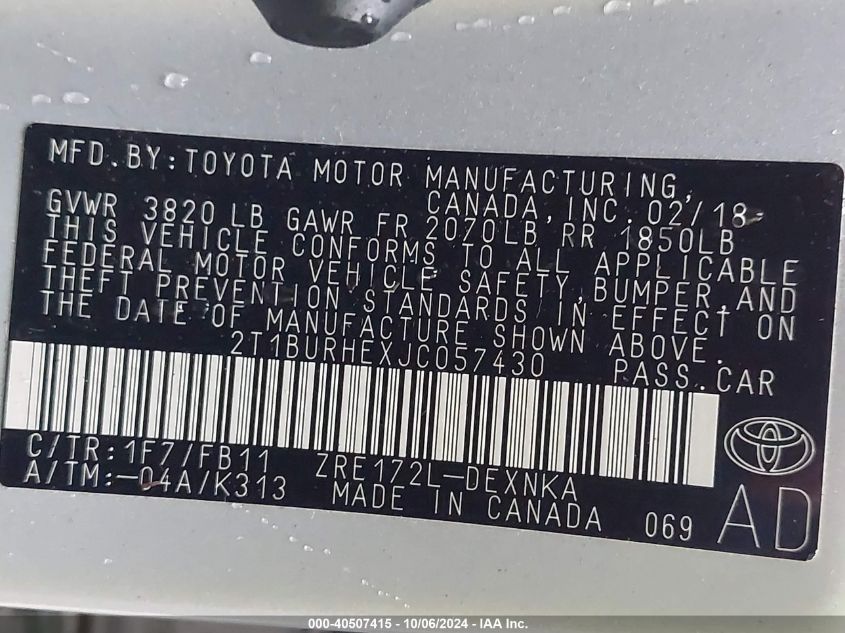 MFD.BY:TOYOTA MOTOR MANUFACTURING,
CANADA,INC. 02/18
GVWR 3820 LB GAWR FR 2070LB RR 1850LB
THIS VEHICLE CONFORMS TO ALL APPLICABLE
FEDERAL MOTOR VEHICLE SAFETY,BUMPER,AND
THEFT PREVENTION STANDARDS IN EFFECT ON
THE DATE OF MANUFACTURE SHOWN ABOVE.
2T1BURHEXJC057430 PASS.CAR
C/TR:1F7/FB11 ZRE172L-DEXNKA
A/TM:-04A/K313 MADE IN CANADA 069 AD
000-40507415 - 10/06/2024 - IAA Inc.